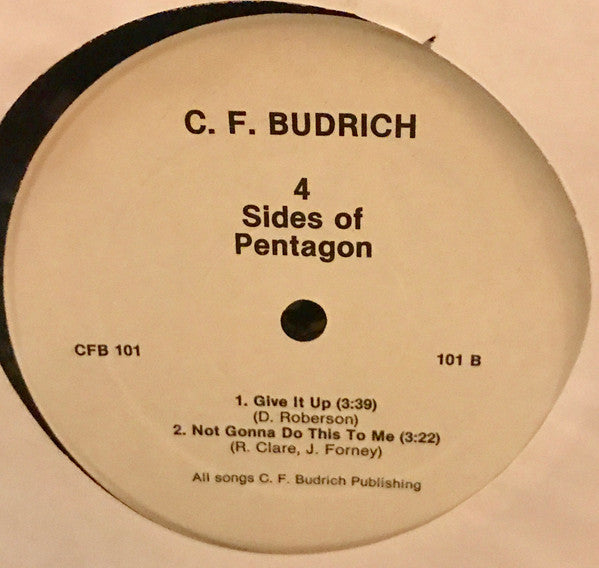 C. F. BUDRICH
4
Sides of
Pentagon
CFB 101
101 B
1. Give It Up (3:39)
(D. Roberson)
2. Not Gonna Do This To Me (3:22)
(R. Clare, J. Forney)
All songs C. F. Budrich Publishing